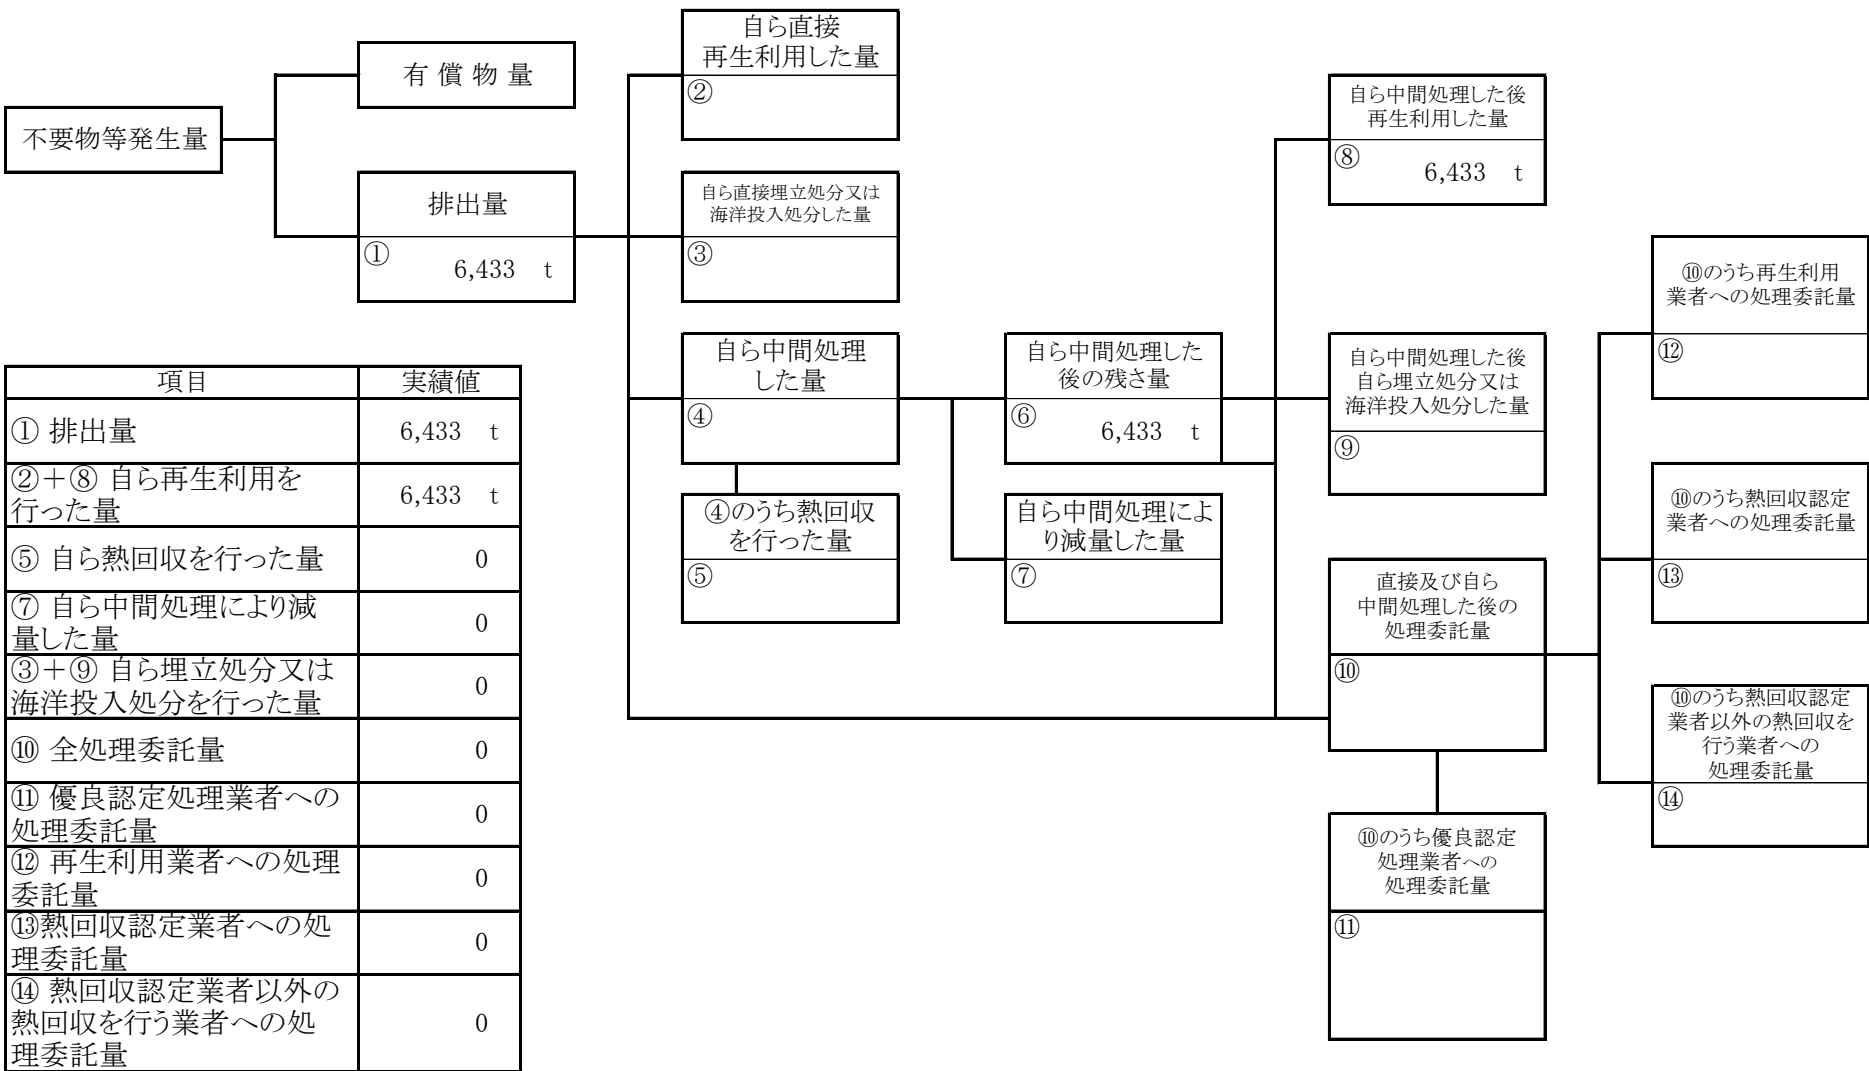 不要物等発生量
有償物量
排出量
①
6,433 t
自ら直接
再生利用した量
②
自ら直接埋立処分又は
海洋投入処分した量
③
自ら中間処理
した量
④
④のうち熱回収
を行った量
⑤
自ら中間処理した
後の残さ量
⑥
6,433 t
自ら中間処理によ
り減量した量
⑦
自ら中間処理した後
再生利用した量
⑧
6,433 t
自ら中間処理した後
自ら埋立処分又は
海洋投入処分した量
⑨
直接及び自ら
中間処理した後の
処理委託量
⑩
⑩のうち優良認定
処理業者への
処理委託量
⑪
⑩のうち再生利用
業者への処理委託量
⑫
⑩のうち熱回収認定
業者への処理委託量
⑬
⑩のうち熱回収認定
業者以外の熱回収を
行う業者への
処理委託量
⑭
項目 実績値
① 排出量 6,433 t
②＋⑧ 自ら再生利用を
行った量 6,433 t
⑤ 自ら熱回収を行った量 0
⑦ 自ら中間処理により減
量した量 0
③＋⑨ 自ら埋立処分又は
海洋投入処分を行った量 0
⑩ 全処理委託量 0
⑪ 優良認定処理業者への
処理委託量 0
⑫ 再生利用業者への処理
委託量 0
⑬熱回収認定業者への処
理委託量 0
⑭ 熱回収認定業者以外の
熱回収を行う業者への処
理委託量 0